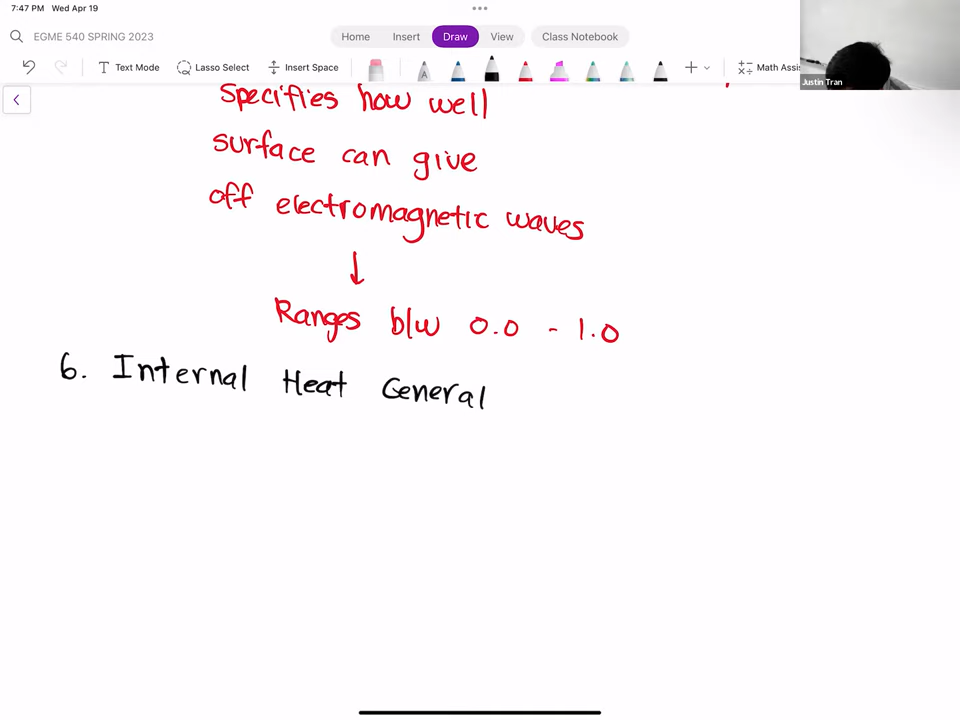 7:47 PM Wed Apr 19
EGME 540 SPRING 2023
Home Insert Draw View Class Notebook
Text Mode Lasso Select Insert Space Math Assis
Justin Tran
specifies how well
surface can give
off electromagnetic waves
↓
Ranges b/w 0.0 - 1.0
6. Internal Heat General